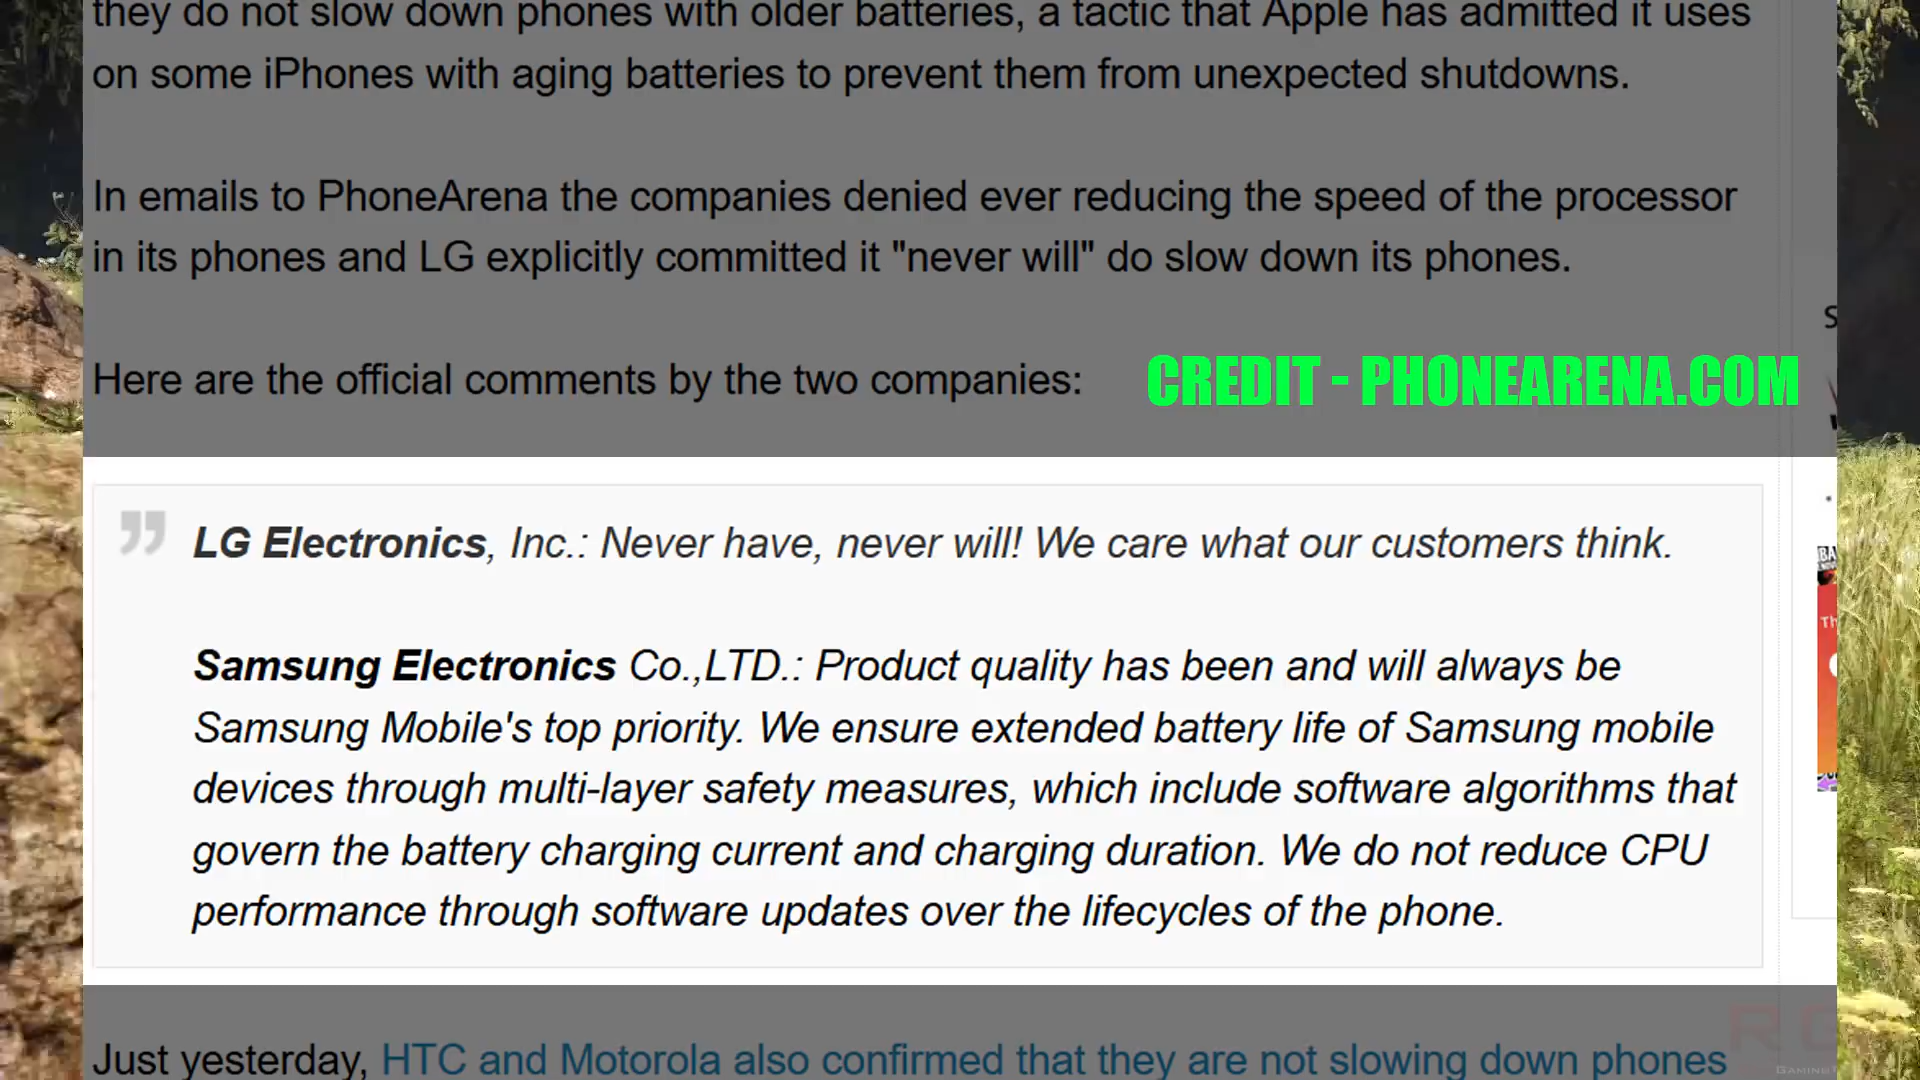 they do not slow down phones with older batteries, a tactic that Apple has admitted it uses
on some iPhones with aging batteries to prevent them from unexpected shutdowns.
In emails to PhoneArena the companies denied ever reducing the speed of the processor
in its phones and LG explicitly committed it "never will" do slow down its phones.
Here are the official comments by the two companies:
CREDIT - PHONEARENA.COM
LG Electronics, Inc.: Never have, never will! We care what our customers think.
Samsung Electronics Co.,LTD.: Product quality has been and will always be
Samsung Mobile's top priority. We ensure extended battery life of Samsung mobile
devices through multi-layer safety measures, which include software algorithms that
govern the battery charging current and charging duration. We do not reduce CPU
performance through software updates over the lifecycles of the phone.
Just yesterday, HTC and Motorola also confirmed that they are not slowing down phones